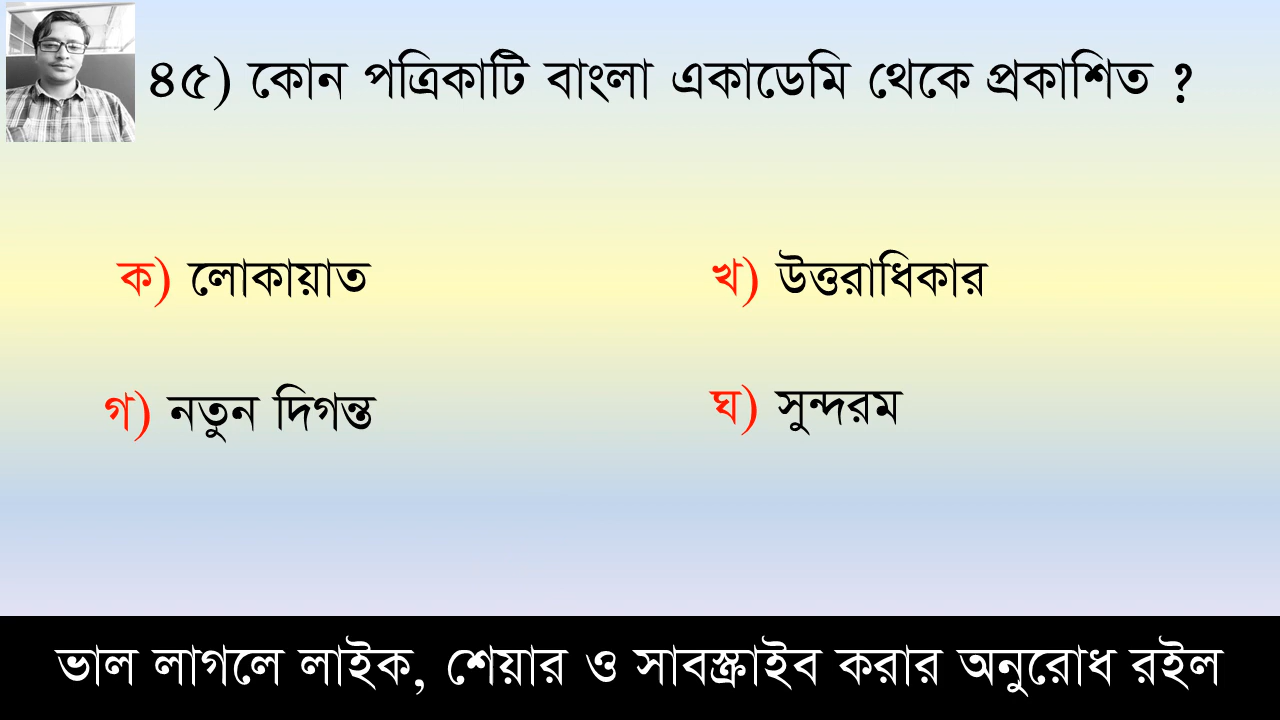 ৪৫) কোন পত্রিকাটি বাংলা একাডেমি থেকে প্রকাশিত ?
ক) লোকায়াত
খ) উত্তরাধিকার
গ) নতুন দিগন্ত
ঘ) সুন্দরম
ভাল লাগলে লাইক, শেয়ার ও সাবস্ক্রাইব করার অনুরোধ রইল